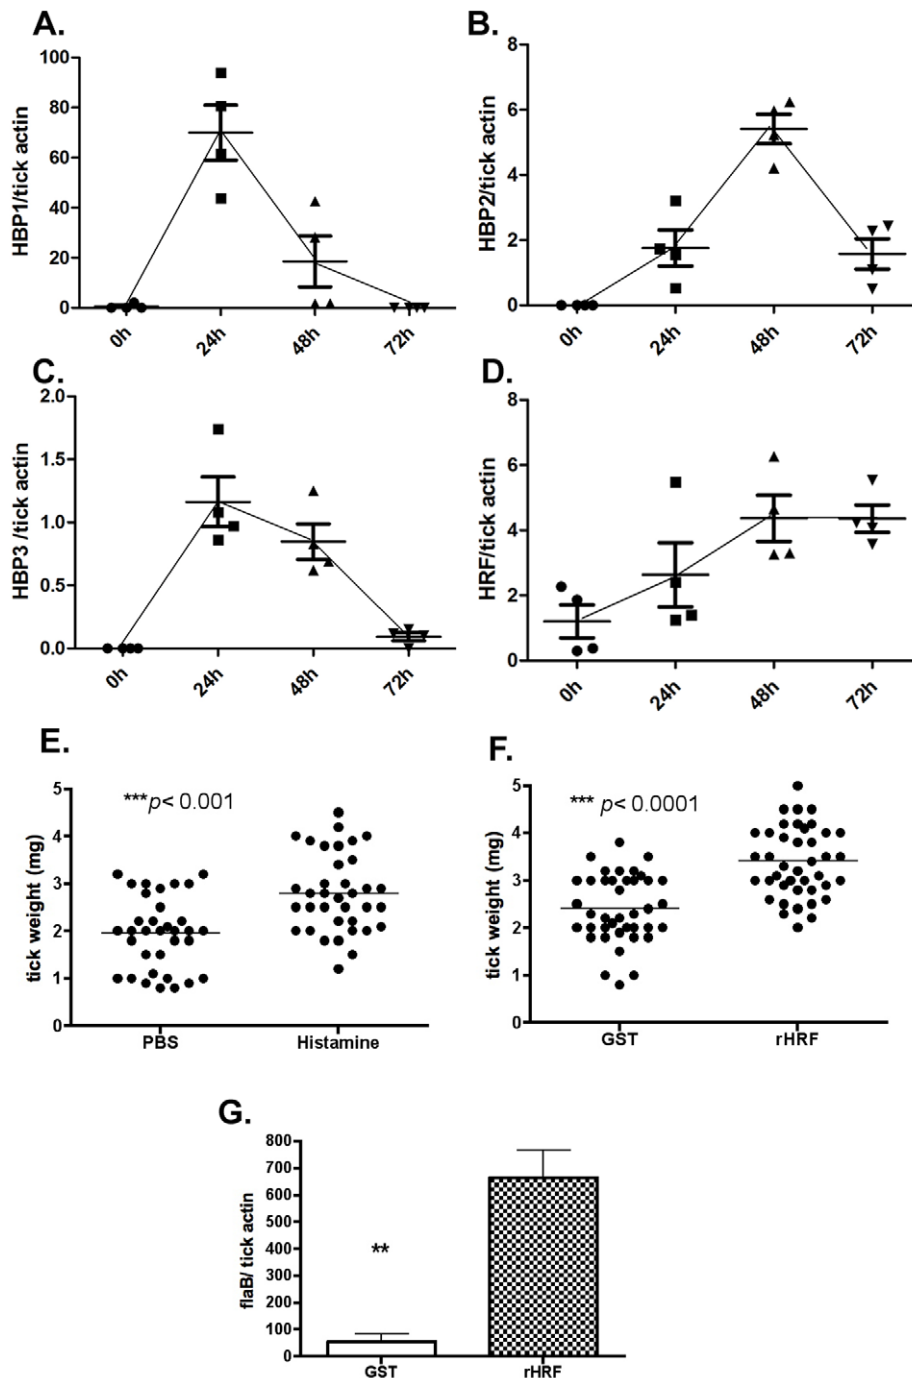 A.
HBP1/tick actin
100
80
60
40
20
0
0h
24h
48h
72h
B.
HBP2/tick actin
8
6
4
2
0
0h
24h
48h
72h
C.
HBP3 /tick actin
2.0
1.5
1.0
0.5
0.0
0h
24h
48h
72h
D.
HRF/tick actin
8
6
4
2
0
0h
24h
48h
72h
E.
tick weight (mg)
5
4
3
2
1
0
***p< 0.001
PBS
Histamine
F.
tick weight (mg)
5
4
3
2
1
0
*** p< 0.0001
GST
rHRF
G.
flaB/ tick actin
800
700
600
500
400
300
200
100
0
**
GST
rHRF